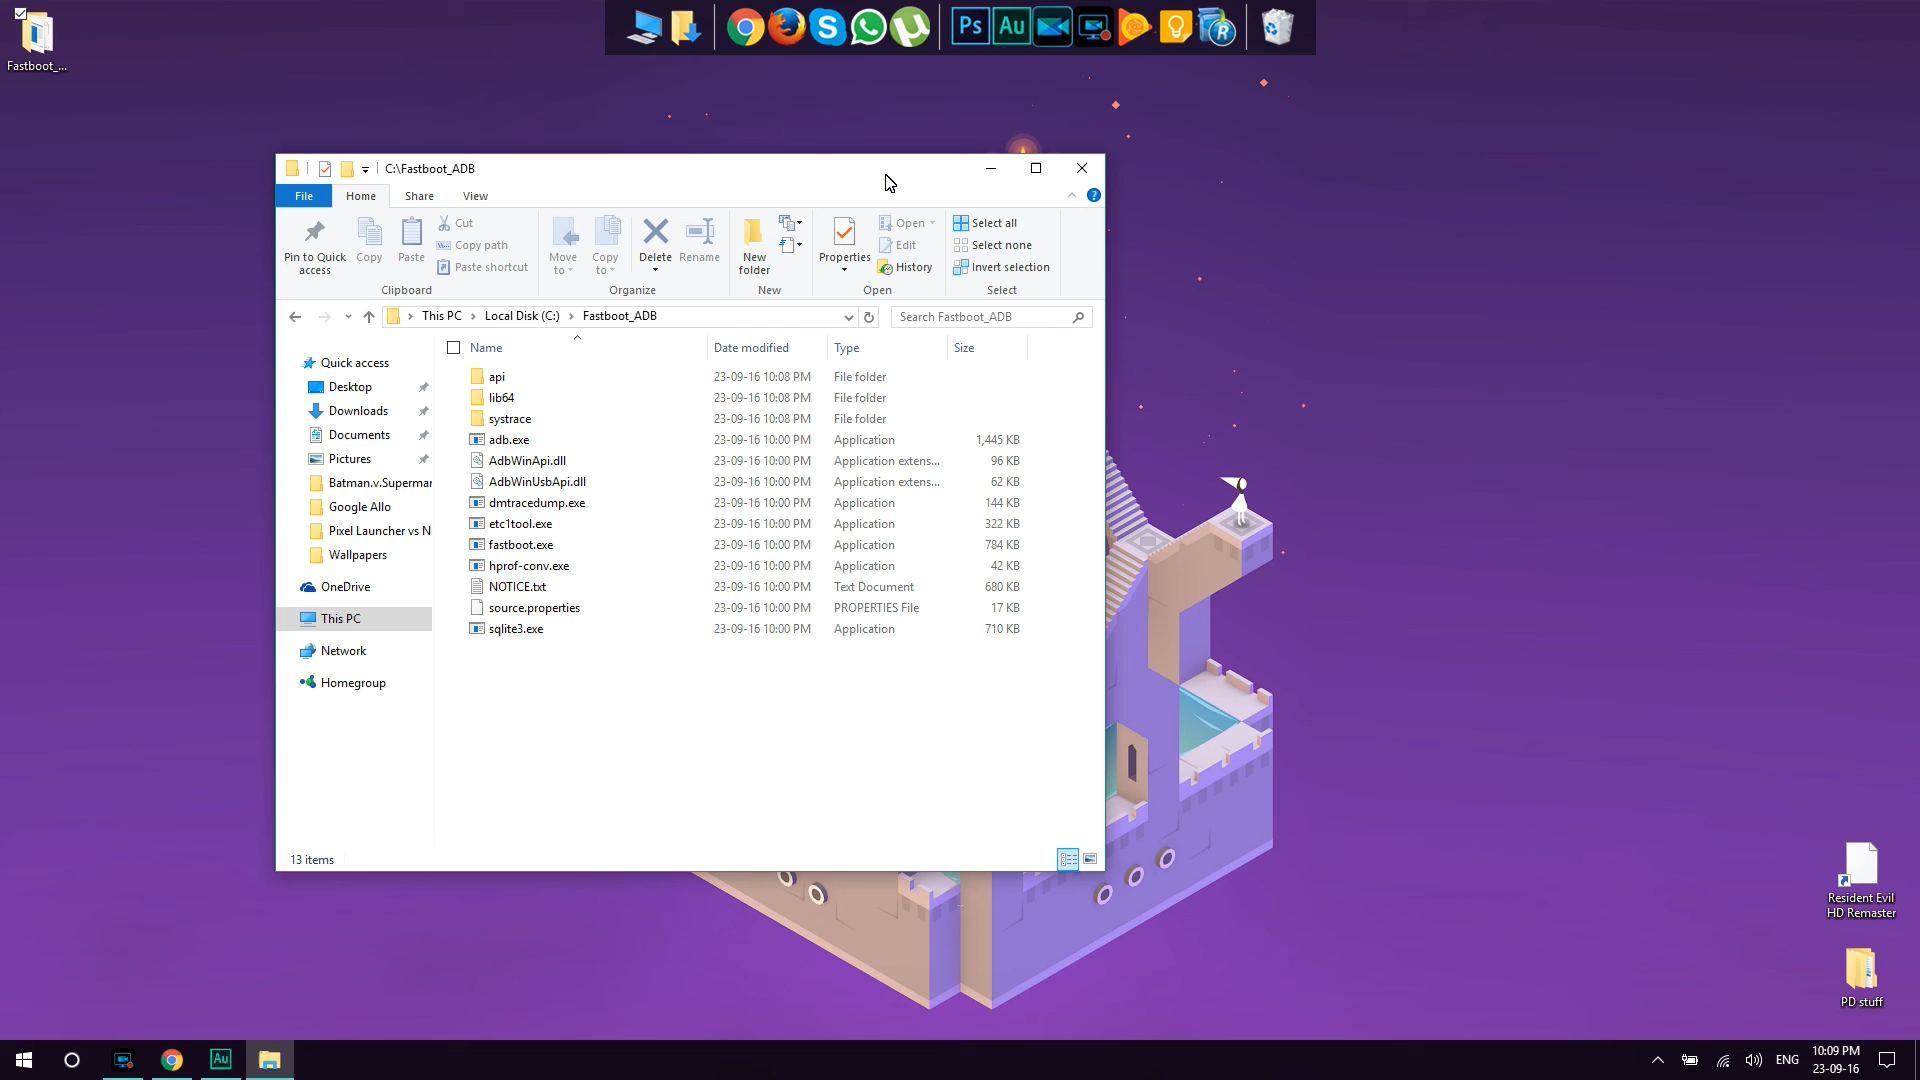 Fastboot_...
Ps
Au
C:\Fastboot_ADB
File
Home
Share
View
Pin to Quick access
Copy
Paste
Cut
Copy path
Paste shortcut
Clipboard
Move to
Copy to
Delete
Rename
Organize
New folder
New
Properties
Open
Edit
History
Open
Select all
Select none
Invert selection
Select
This PC > Local Disk (C:) > Fastboot_ADB
Search Fastboot_ADB
Quick access
Desktop
Downloads
Documents
Pictures
Batman.v.Superman
Google Allo
Pixel Launcher vs N
Wallpapers
OneDrive
This PC
Network
Homegroup
Name Date modified Type Size
api 23-09-16 10:08 PM File folder
lib64 23-09-16 10:08 PM File folder
systrace 23-09-16 10:08 PM File folder
adb.exe 23-09-16 10:00 PM Application 1,445 KB
AdbWinApi.dll 23-09-16 10:00 PM Application extens... 96 KB
AdbWinUsbApi.dll 23-09-16 10:00 PM Application extens... 62 KB
dmtracedump.exe 23-09-16 10:00 PM Application 144 KB
etc1tool.exe 23-09-16 10:00 PM Application 322 KB
fastboot.exe 23-09-16 10:00 PM Application 784 KB
hprof-conv.exe 23-09-16 10:00 PM Application 42 KB
NOTICE.txt 23-09-16 10:00 PM Text Document 680 KB
source.properties 23-09-16 10:00 PM PROPERTIES File 17 KB
sqlite3.exe 23-09-16 10:00 PM Application 710 KB
13 items
Resident Evil
HD Remaster
PD stuff
Au
ENG
10:09 PM
23-09-16